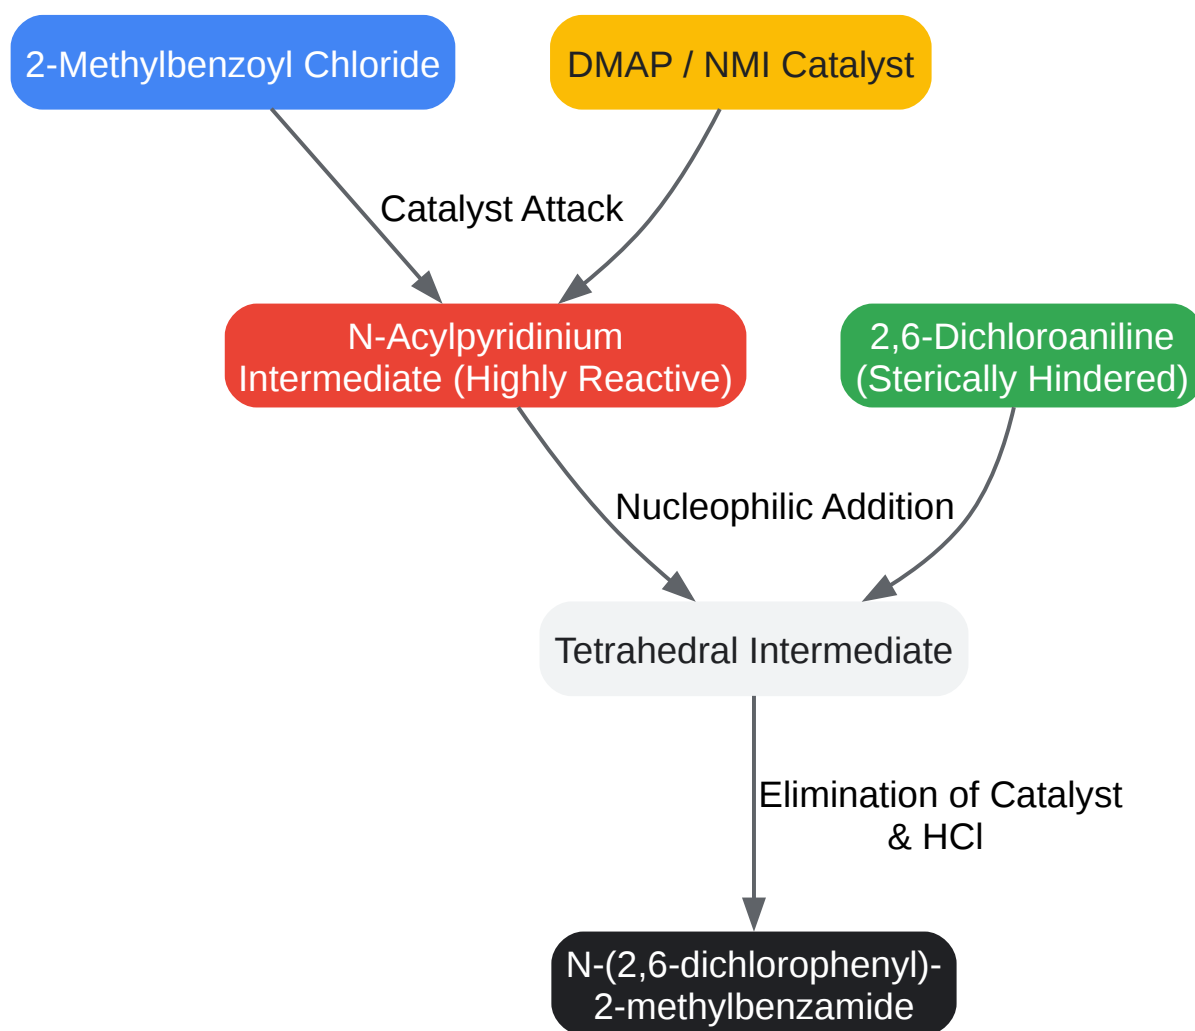 2-Methylbenzoyl Chloride
DMAP / NMI Catalyst
Catalyst Attack
N-Acylpyridinium
Intermediate (Highly Reactive)
2,6-Dichloroaniline
(Sterically Hindered)
Nucleophilic Addition
Tetrahedral Intermediate
Elimination of Catalyst
& HCl
N-(2,6-dichlorophenyl)-
2-methylbenzamide